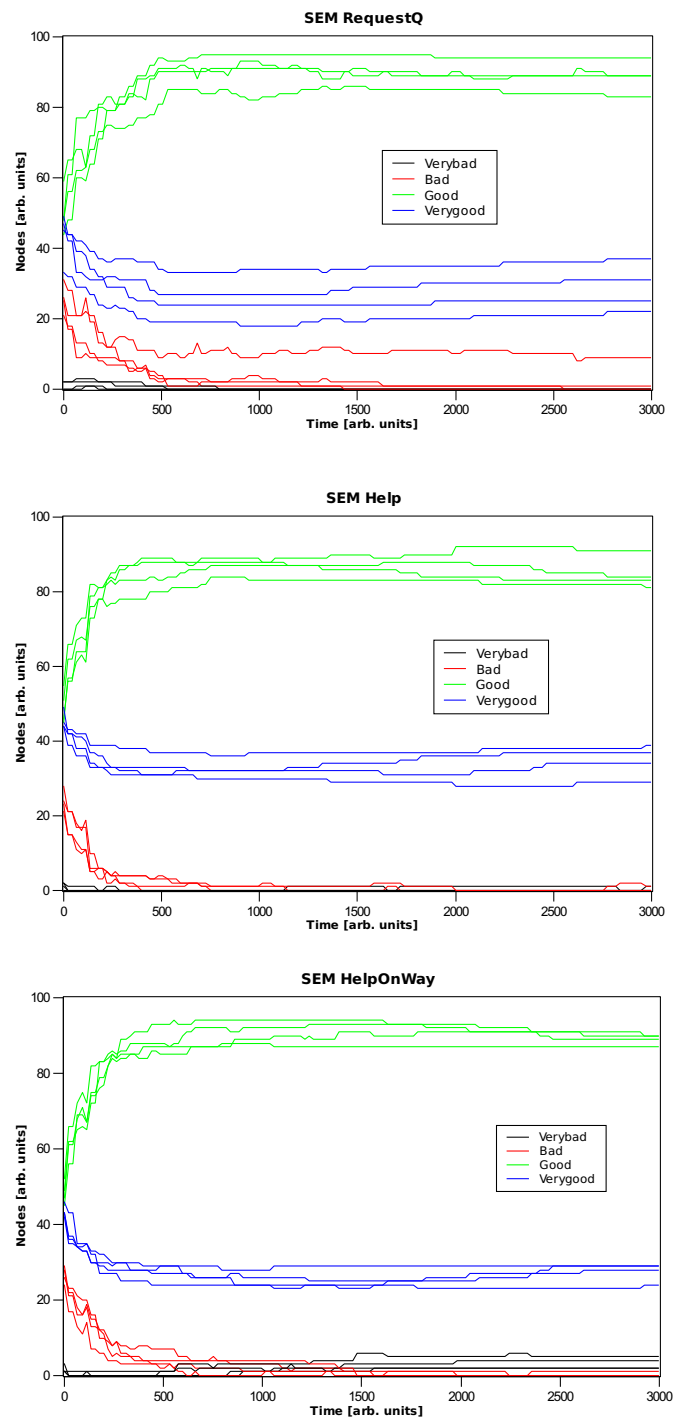 SEM RequestQ
100
80
60
40
20
0
Nodes [arb. units]
Verybad
Bad
Good
Verygood
0 500 1000 1500 2000 2500 3000
Time [arb. units]
SEM Help
100
80
60
40
20
0
Nodes [arb. units]
Verybad
Bad
Good
Verygood
0 500 1000 1500 2000 2500 3000
Time [arb. units]
SEM HelpOnWay
100
80
60
40
20
0
Nodes [arb. units]
Verybad
Bad
Good
Verygood
0 500 1000 1500 2000 2500 3000
Time [arb. units]